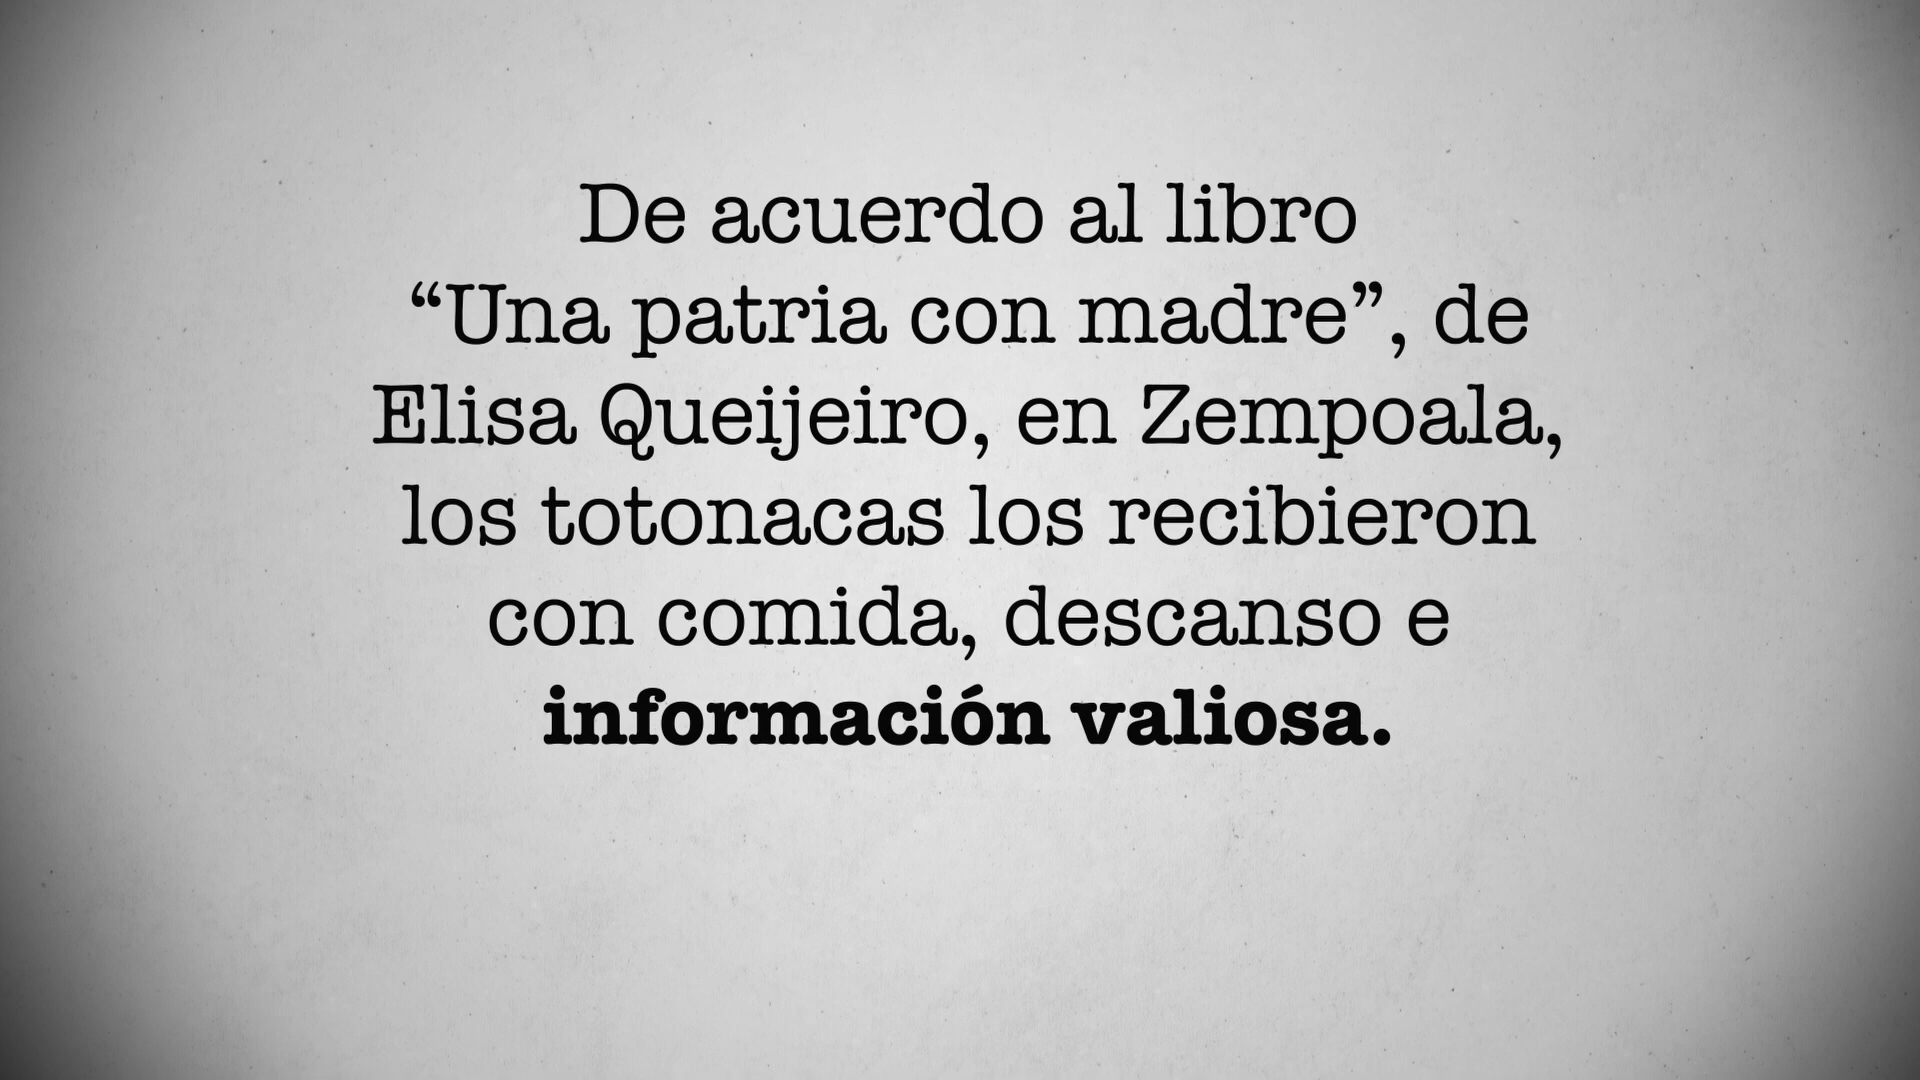 De acuerdo al libro
“Una patria con madre”, de
Elisa Queijeiro, en Zempoala,
los totonacas los recibieron
con comida, descanso e
información valiosa.